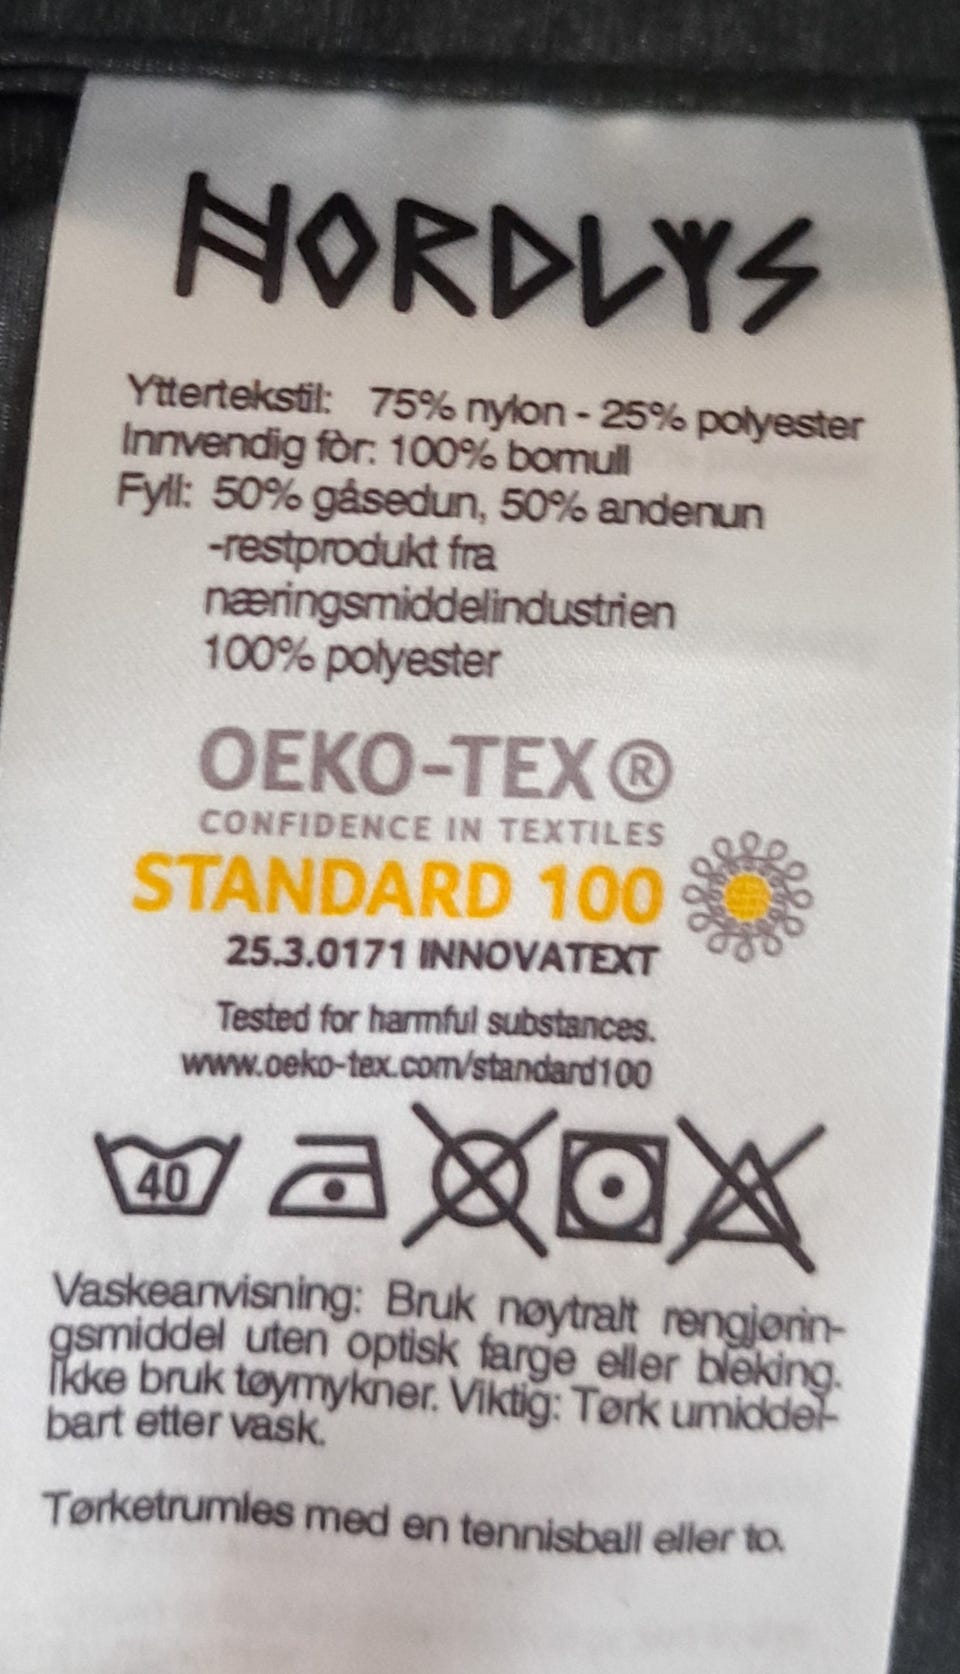 NORDLYS
Yttertekstil: 75% nylon - 25% polyester
Innvendig fòr: 100% bomull
Fyll: 50% gåsedun, 50% andenun
-restprodukt fra
næringsmiddelindustrien
100% polyester
OEKO-TEX®
CONFIDENCE IN TEXTILES
STANDARD 100
25.3.0171 INNOVATEXT
Tested for harmful substances.
www.oeko-tex.com/standard100
40
Vaskeanvisning: Bruk nøytralt rengjørin-
gsmiddel uten optisk farge eller bleking.
Ikke bruk tøymykner. Viktig: Tørk umiddel-
bart etter vask.
Tørketrumles med en tennisball eller to.